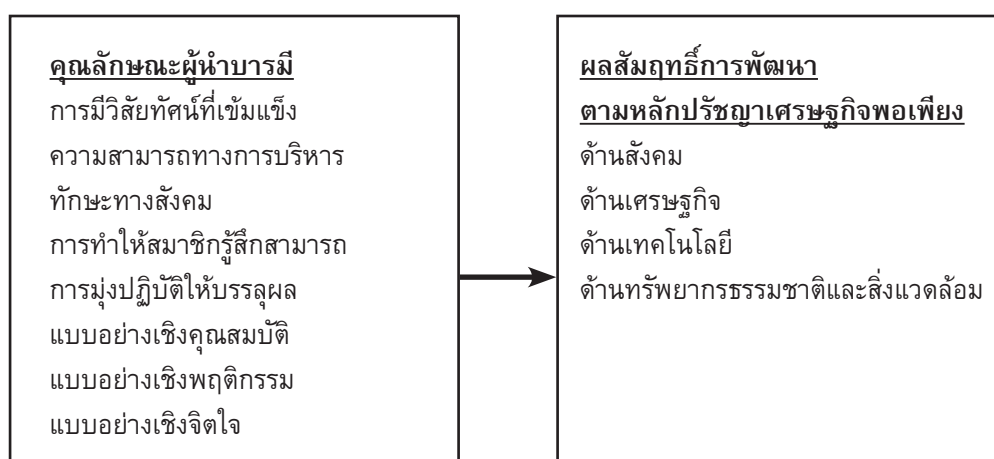 คุณลักษณะผู้นำบารมี
การมีวิสัยทัศน์ที่เข้มแข็ง
ความสามารถทางการบริหาร
ทักษะทางสังคม
การทำให้สมาชิกรู้สึกสามารถ
การมุ่งปฏิบัติให้บรรลุผล
แบบอย่างเชิงคุณสมบัติ
แบบอย่างเชิงพฤติกรรม
แบบอย่างเชิงจิตใจ
ผลสัมฤทธิ์การพัฒนา
ตามหลักปรัชญาเศรษฐกิจพอเพียง
ด้านสังคม
ด้านเศรษฐกิจ
ด้านเทคโนโลยี
ด้านทรัพยากรธรรมชาติและสิ่งแวดล้อม